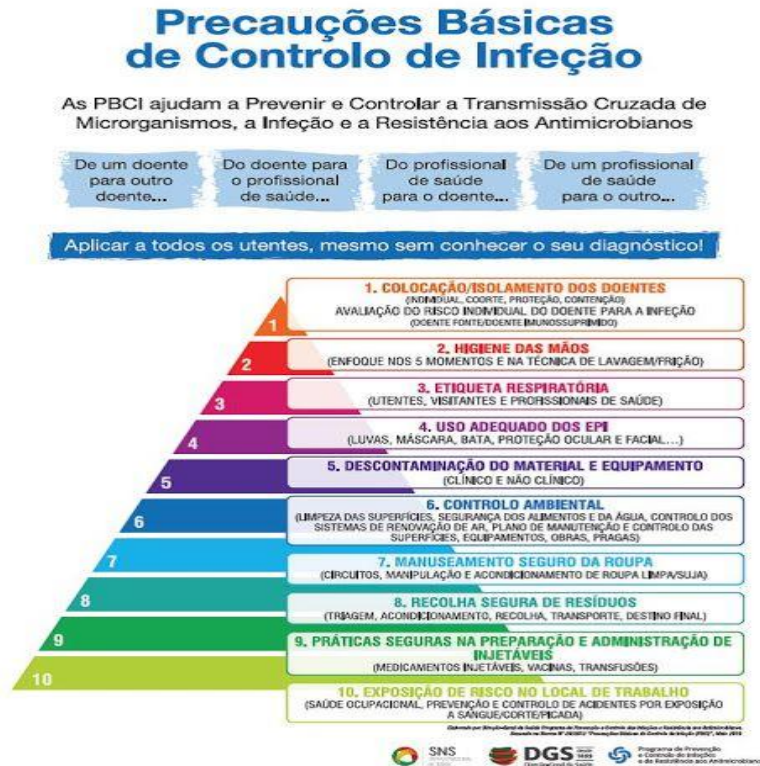 Precauções Básicas
de Controlo de Infeção
As PBCI ajudam a Prevenir e Controlar a Transmissão Cruzada de
Microrganismos, a Infeção e a Resistência aos Antimicrobianos
De um doente
para outro
doente...
Do doente para
o profissional
de saúde...
Do profissional
de saúde
para o doente...
De um profissional
de saúde
para o outro...
Aplicar a todos os utentes, mesmo sem conhecer o seu diagnóstico!
1
1. COLOCAÇÃO/ISOLAMENTO DOS DOENTES
(INDIVIDUAL, COORTE, PROTEÇÃO, CONTENÇÃO)
AVALIAÇÃO DO RISCO INDIVIDUAL DO DOENTE PARA A INFEÇÃO
(DOENTE FONTE/DOENTE IMUNOSSUPRIMIDO)
2
2. HIGIENE DAS MÃOS
(ENFOQUE NOS 5 MOMENTOS E NA TÉCNICA DE LAVAGEM/FRIÇÃO)
3
3. ETIQUETA RESPIRATÓRIA
(UTENTES, VISITANTES E PROFISSIONAIS DE SAÚDE)
4
4. USO ADEQUADO DOS EPI
(LUVAS, MÁSCARA, BATA, PROTEÇÃO OCULAR E FACIAL...)
5
5. DESCONTAMINAÇÃO DO MATERIAL E EQUIPAMENTO
(CLÍNICO E NÃO CLÍNICO)
6
6. CONTROLO AMBIENTAL
(LIMPEZA DAS SUPERFÍCIES, SEGURANÇA DOS ALIMENTOS E DA ÁGUA, CONTROLO DOS
SISTEMAS DE RENOVAÇÃO DE AR, PLANO DE MANUTENÇÃO E CONTROLO DAS
SUPERFÍCIES, EQUIPAMENTOS, OBRAS, PRAGAS)
7
7. MANUSEAMENTO SEGURO DA ROUPA
(CIRCUITOS, MANIPULAÇÃO E ACONDICIONAMENTO DE ROUPA LIMPA/SUJA)
8
8. RECOLHA SEGURA DE RESÍDUOS
(TRIAGEM, ACONDICIONAMENTO, RECOLHA, TRANSPORTE, DESTINO FINAL)
9
9. PRÁTICAS SEGURAS NA PREPARAÇÃO E ADMINISTRAÇÃO DE
INJETÁVEIS
(MEDICAMENTOS INJETÁVEIS, VACINAS, TRANSFUSÕES)
10
10. EXPOSIÇÃO DE RISCO NO LOCAL DE TRABALHO
(SAÚDE OCUPACIONAL, PREVENÇÃO E CONTROLO DE ACIDENTES POR EXPOSIÇÃO
A SANGUE/CORTE/PICADA)
SNS
DGS
Programa de Prevenção
e Controlo de Infeções
e de Resistência aos Antimicrobianos